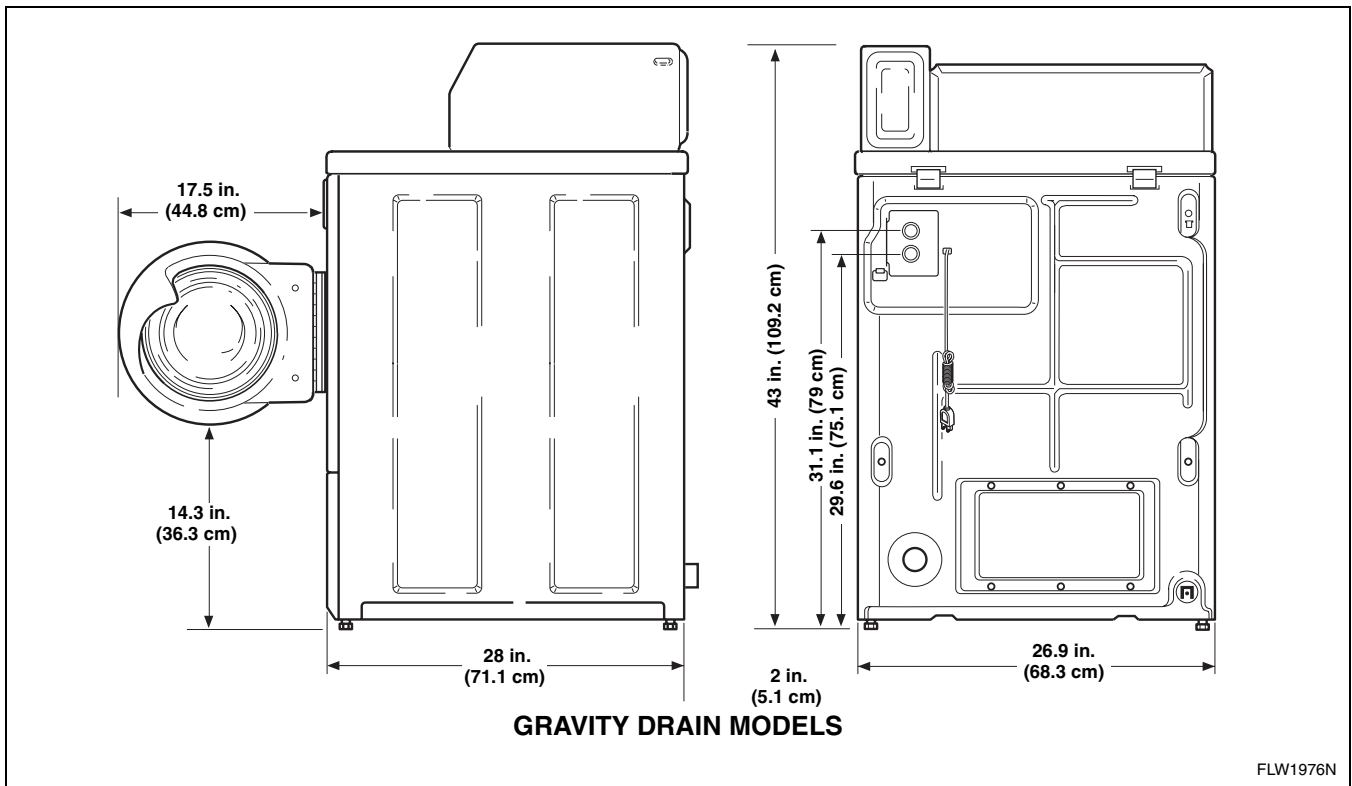 17.5 in.
(44.8 cm)
14.3 in.
(36.3 cm)
28 in.
(71.1 cm)
43 in. (109.2 cm)
31.1 in. (79 cm)
29.6 in. (75.1 cm)
2 in.
(5.1 cm)
26.9 in.
(68.3 cm)
GRAVITY DRAIN MODELS
FLW1976N